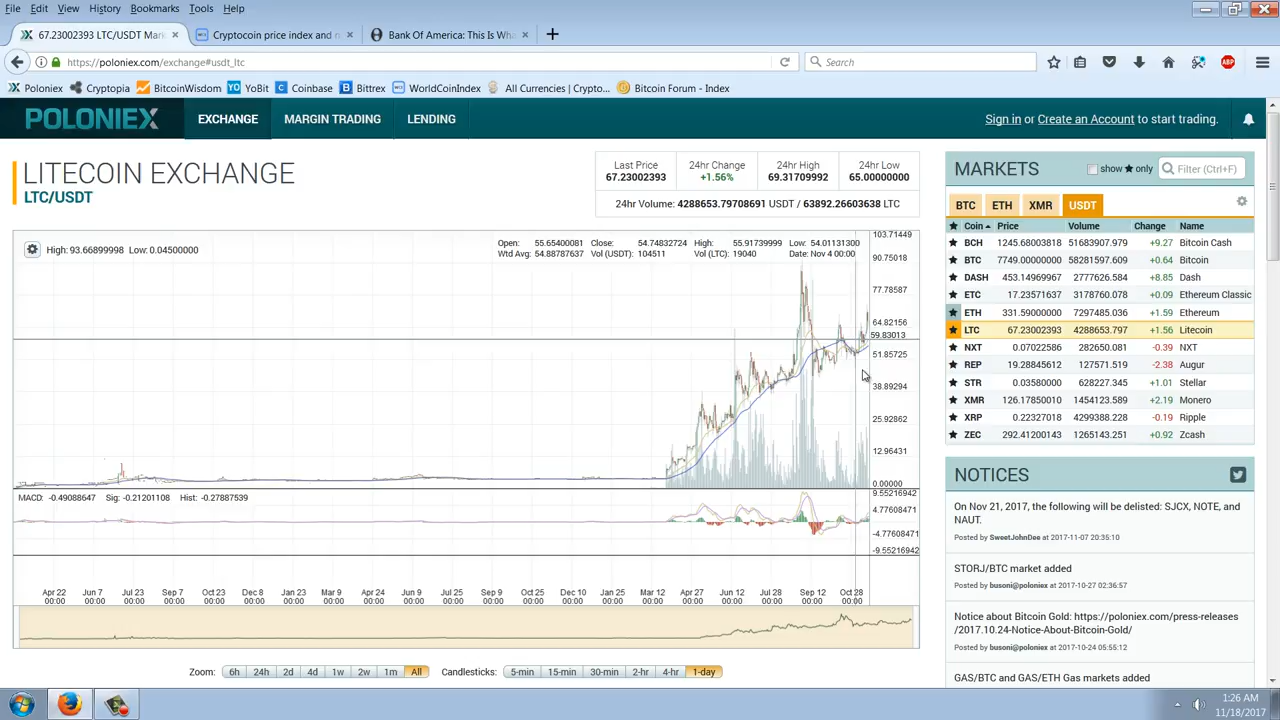 File Edit View History Bookmarks Tools Help
67.23002393 LTC/USDT Mark × Cryptocoin price index and m × Bank Of America: This Is Wha × +
https://poloniex.com/exchange#usdt_ltc Search ABP
Poloniex Cryptopia BitcoinWisdom YO YoBit Coinbase Bittrex WorldCoinIndex All Currencies | Crypto... Bitcoin Forum - Index
POLONIEX EXCHANGE MARGIN TRADING LENDING Sign in or Create an Account to start trading.
LITECOIN EXCHANGE
LTC/USDT
Last Price 24hr Change 24hr High 24hr Low
67.23002393 +1.56% 69.31709992 65.00000000
24hr Volume: 4288653.79708691 USDT / 63892.26603638 LTC
High: 93.66899998 Low: 0.04500000
Open: 55.65400081 Close: 54.74832724 High: 55.91739999 Low: 54.01131300
Wtd Avg: 54.88787637 Vol (USDT): 104511 Vol (LTC): 19040 Date: Nov 4 00:00
103.71449
90.75018
77.78587
64.82156
59.83013
51.85725
38.89294
25.92862
12.96431
0.00000
MACD: -0.49088647 Sig: -0.21201108 Hist: -0.27887539
9.55216942
4.77608471
-4.77608471
-9.55216942
Apr 22 Jun 7 Jul 23 Sep 7 Oct 23 Dec 8 Jan 23 Mar 9 Apr 24 Jun 9 Jul 25 Sep 9 Oct 25 Dec 10 Jan 25 Mar 12 Apr 27 Jun 12 Jul 28 Sep 12 Oct 28
00:00 00:00 00:00 00:00 00:00 00:00 00:00 00:00 00:00 00:00 00:00 00:00 00:00 00:00 00:00 00:00 00:00 00:00 00:00 00:00 00:00
Zoom: 6h 24h 2d 4d 1w 2w 1m All Candlesticks: 5-min 15-min 30-min 2-hr 4-hr 1-day
MARKETS show ★ only Filter (Ctrl+F)
BTC ETH XMR USDT
★ Coin Price Volume Change Name
★ BCH 1245.68003818 51683907.979 +9.27 Bitcoin Cash
★ BTC 7749.00000000 58281597.609 +0.64 Bitcoin
★ DASH 453.14969967 2777626.584 +8.85 Dash
★ ETC 17.23571637 3178760.078 +0.09 Ethereum Classic
★ ETH 331.59000000 7297485.036 +1.59 Ethereum
★ LTC 67.23002393 4288653.797 +1.56 Litecoin
★ NXT 0.07022586 282650.081 -0.39 NXT
★ REP 19.28845612 127571.519 -2.38 Augur
★ STR 0.03580000 628227.345 +1.01 Stellar
★ XMR 126.17850010 1454123.589 +2.19 Monero
★ XRP 0.22327018 4299388.228 -0.19 Ripple
★ ZEC 292.41200143 1265143.251 +0.92 Zcash
NOTICES
On Nov 21, 2017, the following will be delisted: SJCX, NOTE, and
NAUT.
Posted by SweetJohnDee at 2017-11-07 20:35:10
STORJ/BTC market added
Posted by busoni@poloniex at 2017-10-27 02:36:57
Notice about Bitcoin Gold: https://poloniex.com/press-releases
/2017.10.24-Notice-About-Bitcoin-Gold/
Posted by busoni@poloniex at 2017-10-24 05:55:12
GAS/BTC and GAS/ETH Gas markets added
1:26 AM
11/18/2017